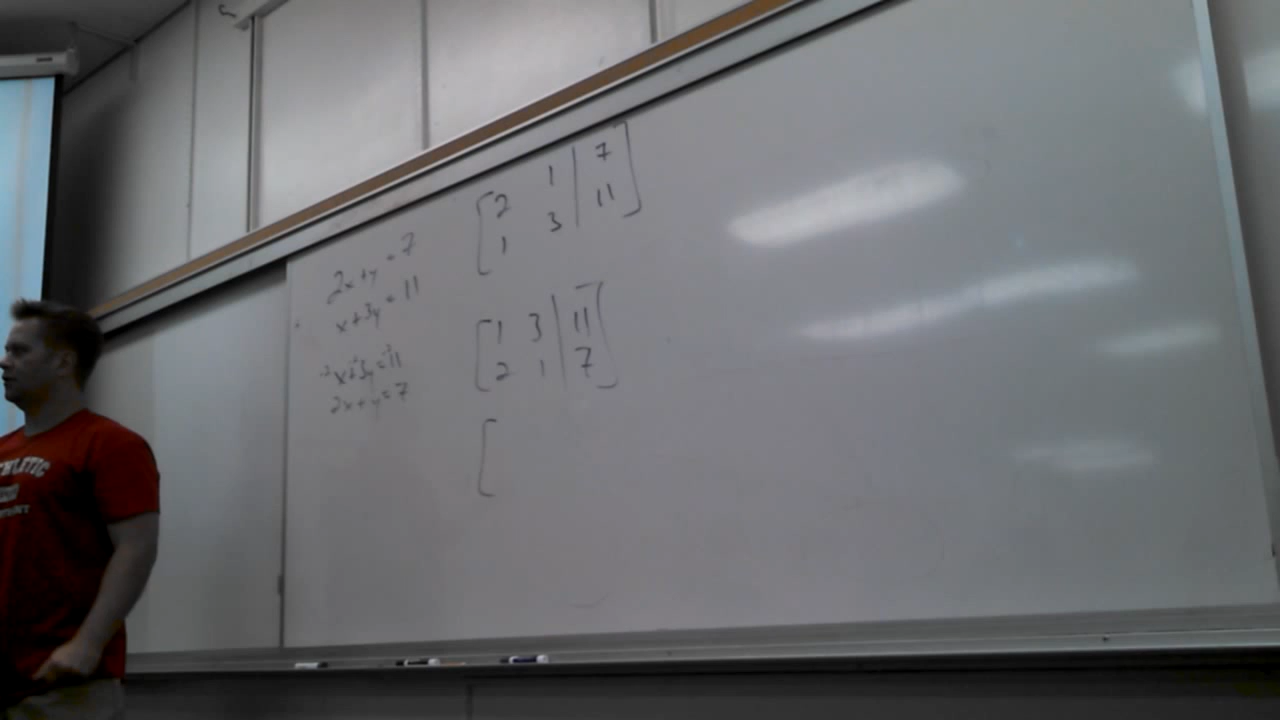 2x+y=7
x+3y=11
-2 x+3y=11
2x+y=7
[2 1 | 7]
[1 3 | 11]
[1 3 | 11]
[2 1 | 7]
[